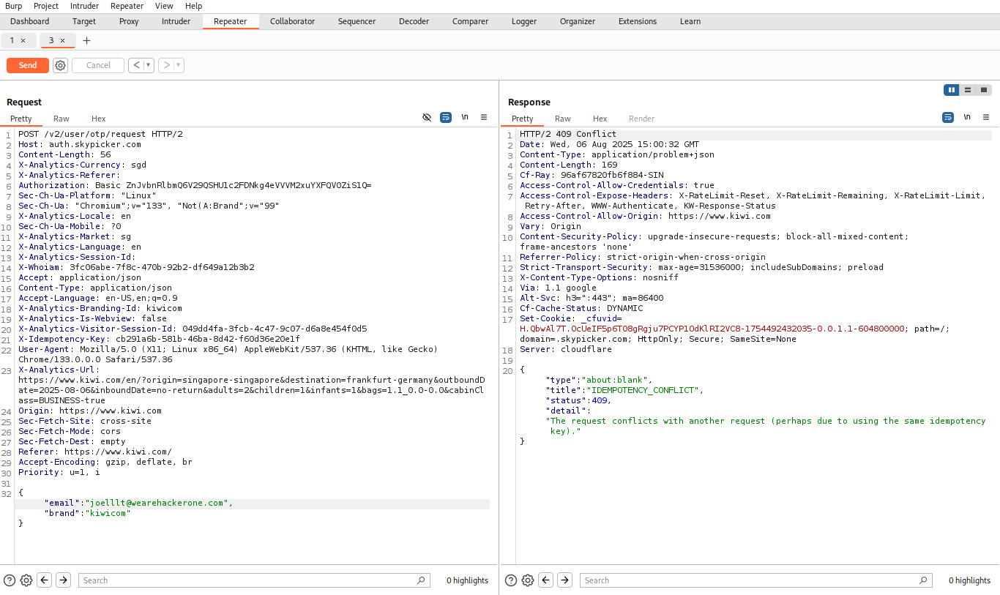 Burp Project Intruder Repeater View Help
Dashboard Target Proxy Intruder Repeater Collaborator Sequencer Decoder Comparer Logger Organizer Extensions Learn
1 × 3 × +
Send Cancel < ▾ > ▾
Request
Pretty Raw Hex \n
1 POST /v2/user/otp/request HTTP/2
2 Host: auth.skypicker.com
3 Content-Length: 56
4 X-Analytics-Currency: sgd
5 X-Analytics-Referer:
6 Authorization: Basic ZnJvbnRlbmQ6V29QSHU1c2FDNkg4eVVVM2xuYXFQV0ZiS1Q=
7 Sec-Ch-Ua-Platform: "Linux"
8 Sec-Ch-Ua: "Chromium";v="133", "Not(A:Brand";v="99"
9 X-Analytics-Locale: en
10 Sec-Ch-Ua-Mobile: ?0
11 X-Analytics-Market: sg
12 X-Analytics-Language: en
13 X-Analytics-Session-Id:
14 X-Whoiam: 3fc06abe-7f8c-470b-92b2-df649a12b3b2
15 Accept: application/json
16 Content-Type: application/json
17 Accept-Language: en-US,en;q=0.9
18 X-Analytics-Branding-Id: kiwicom
19 X-Analytics-Is-Webview: false
20 X-Analytics-Visitor-Session-Id: 049dd4fa-3fcb-4c47-9c07-d6a8e454f0d5
21 X-Idempotency-Key: cb291a6b-581b-46ba-8d42-f60d36e20e1f
22 User-Agent: Mozilla/5.0 (X11; Linux x86_64) AppleWebKit/537.36 (KHTML, like Gecko)
Chrome/133.0.0.0 Safari/537.36
23 X-Analytics-Url:
https://www.kiwi.com/en/?origin=singapore-singapore&destination=frankfurt-germany&outboundD
ate=2025-08-06&inboundDate=no-return&adults=2&children=1&infants=1&bags=1.1_0.0-0.0&cabinCl
ass=BUSINESS-true
24 Origin: https://www.kiwi.com
25 Sec-Fetch-Site: cross-site
26 Sec-Fetch-Mode: cors
27 Sec-Fetch-Dest: empty
28 Referer: https://www.kiwi.com/
29 Accept-Encoding: gzip, deflate, br
30 Priority: u=1, i
31
32 {
"email":"joelllt@wearehackerone.com",
"brand":"kiwicom"
}
Search 0 highlights
Response
Pretty Raw Hex Render \n
1 HTTP/2 409 Conflict
2 Date: Wed, 06 Aug 2025 15:00:32 GMT
3 Content-Type: application/problem+json
4 Content-Length: 169
5 Cf-Ray: 96af67820fb6f884-SIN
6 Access-Control-Allow-Credentials: true
7 Access-Control-Expose-Headers: X-RateLimit-Reset, X-RateLimit-Remaining, X-RateLimit-Limit,
Retry-After, WWW-Authenticate, KW-Response-Status
8 Access-Control-Allow-Origin: https://www.kiwi.com
9 Vary: Origin
10 Content-Security-Policy: upgrade-insecure-requests; block-all-mixed-content;
frame-ancestors 'none'
11 Referrer-Policy: strict-origin-when-cross-origin
12 Strict-Transport-Security: max-age=31536000; includeSubDomains; preload
13 X-Content-Type-Options: nosniff
14 Via: 1.1 google
15 Alt-Svc: h3=":443"; ma=86400
16 Cf-Cache-Status: DYNAMIC
17 Set-Cookie: _cfuvid=
H.QbwAl7T.OcUeIF5p6T08gRgju7PCYP1OdKlRI2VC8-1754492432035-0.0.1.1-604800000; path=/;
domain=.skypicker.com; HttpOnly; Secure; SameSite=None
18 Server: cloudflare
19
20 {
"type":"about:blank",
"title":"IDEMPOTENCY_CONFLICT",
"status":409,
"detail":
"The request conflicts with another request (perhaps due to using the same idempotency
key)."
}
Search 0 highlights